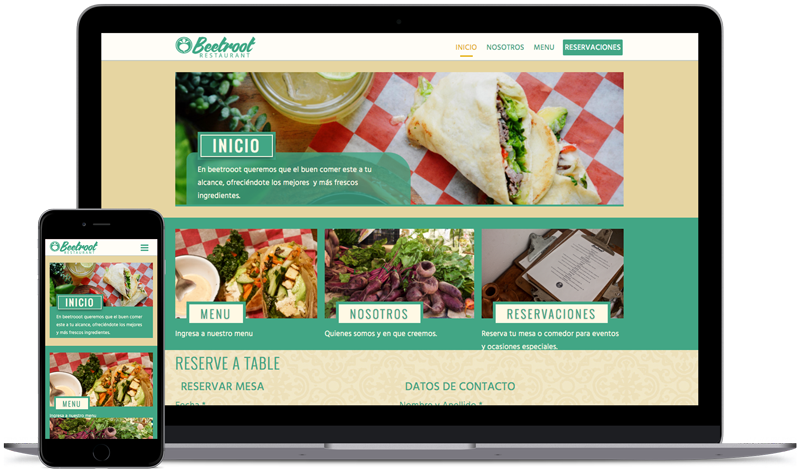 Beetroot
RESTAURANT
INICIO NOSOTROS MENU RESERVACIONES
INICIO
En beetrooot queremos que el buen comer este a tu
alcance, ofreciéndote los mejores y más frescos
ingredientes.
MENU
Ingresa a nuestro menu
NOSOTROS
Quienes somos y en que creemos.
RESERVACIONES
Reserva tu mesa o comedor para eventos
y ocasiones especiales.
RESERVE A TABLE
RESERVAR MESA
DATOS DE CONTACTO
Fecha *
Nombre y Apellido *
Beetroot
RESTAURANT
INICIO
En beetrooot queremos que el buen comer
este a tu alcance, ofreciéndote los mejores
y más frescos ingredientes.
MENU
Ingresa a nuestro menu